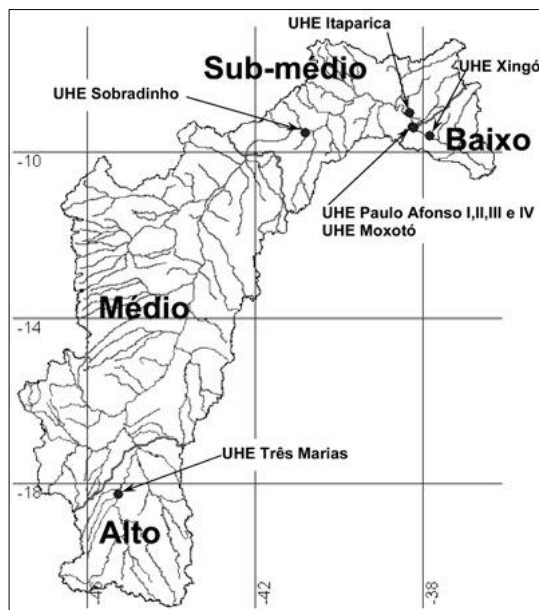 UHE Itaparica
Sub-médio
UHE Xingó
UHE Sobradinho
Baixo
-10
UHE Paulo Afonso I,II,III e IV
UHE Moxotó
Médio
-14
UHE Três Marias
-18
Alto
-42
-38